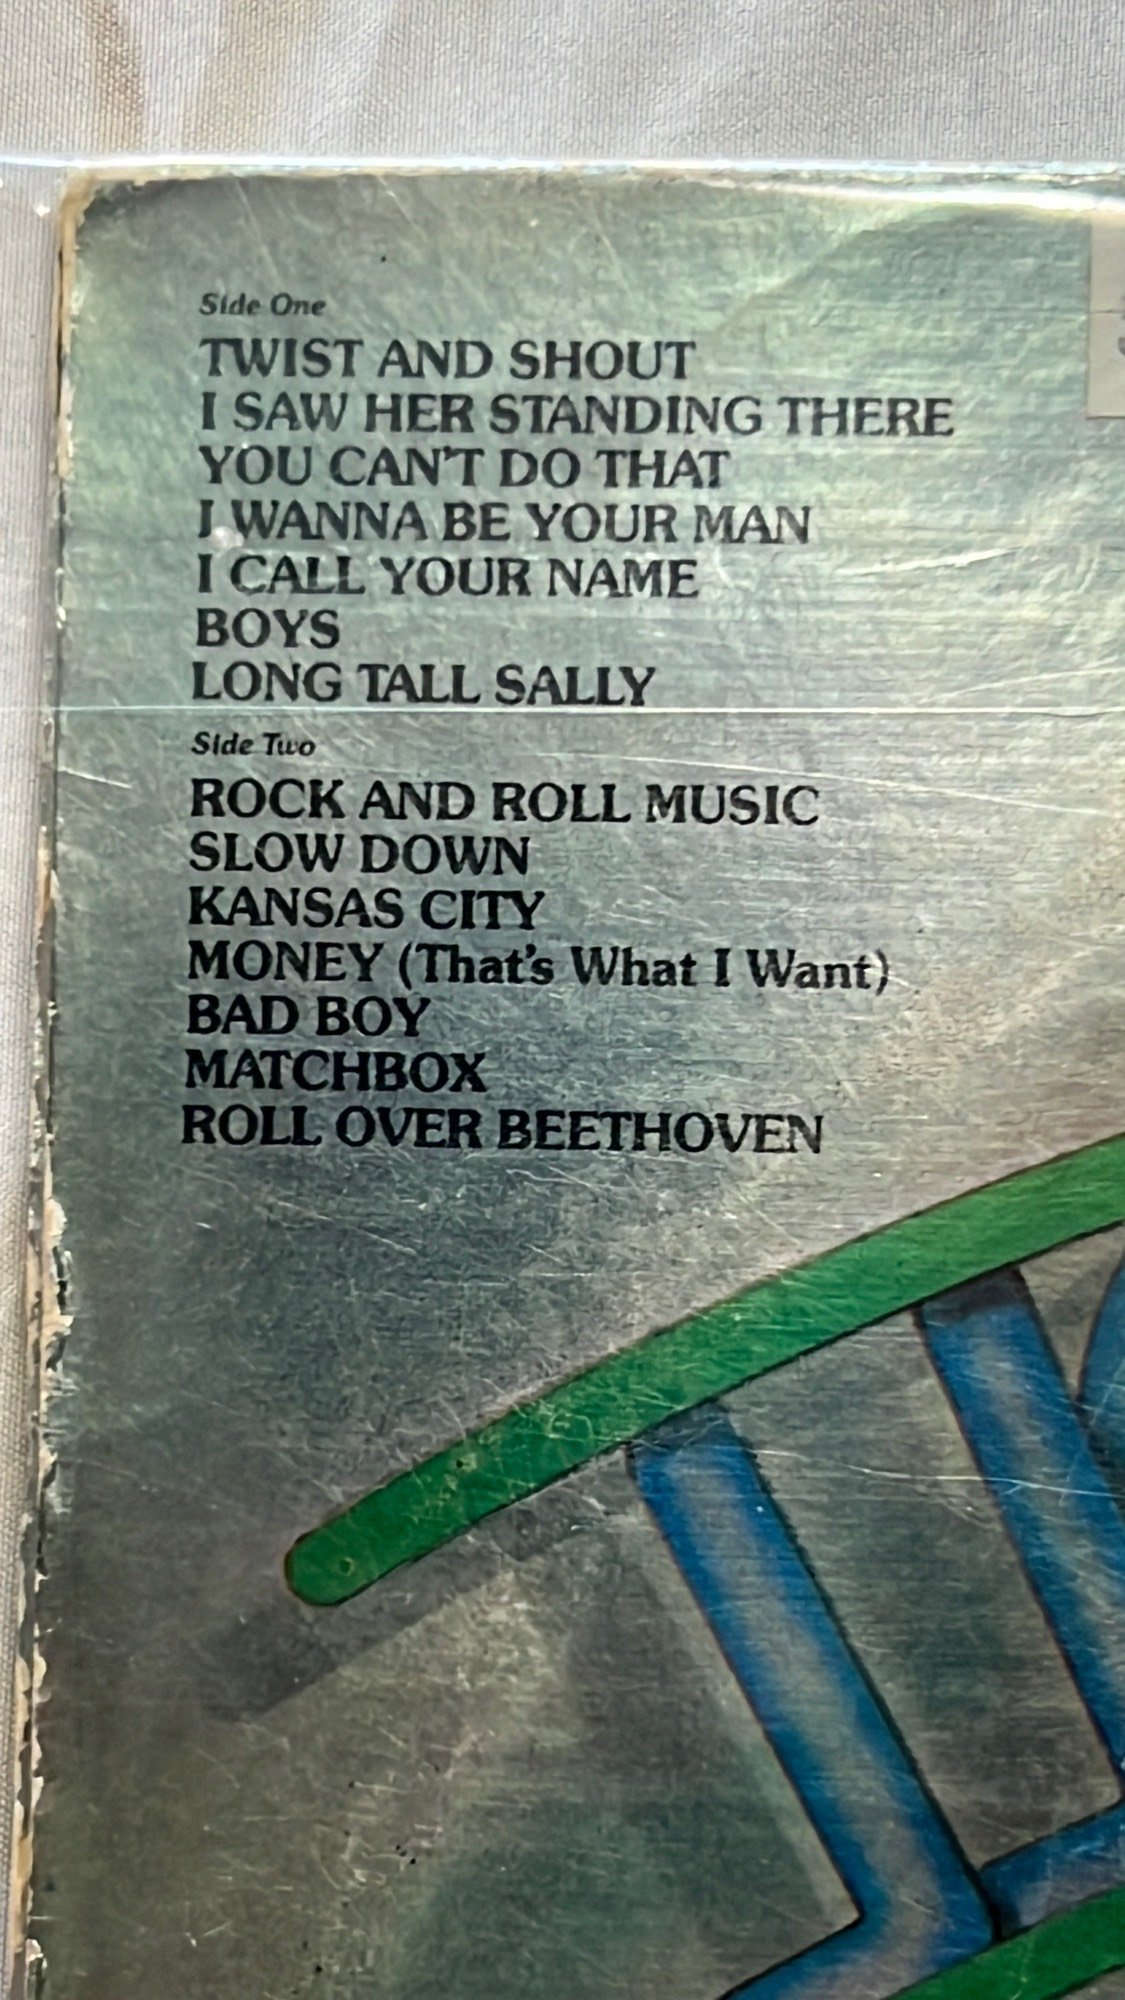 Side One
TWIST AND SHOUT
I SAW HER STANDING THERE
YOU CAN'T DO THAT
I WANNA BE YOUR MAN
I CALL YOUR NAME
BOYS
LONG TALL SALLY
Side Two
ROCK AND ROLL MUSIC
SLOW DOWN
KANSAS CITY
MONEY (That's What I Want)
BAD BOY
MATCHBOX
ROLL OVER BEETHOVEN